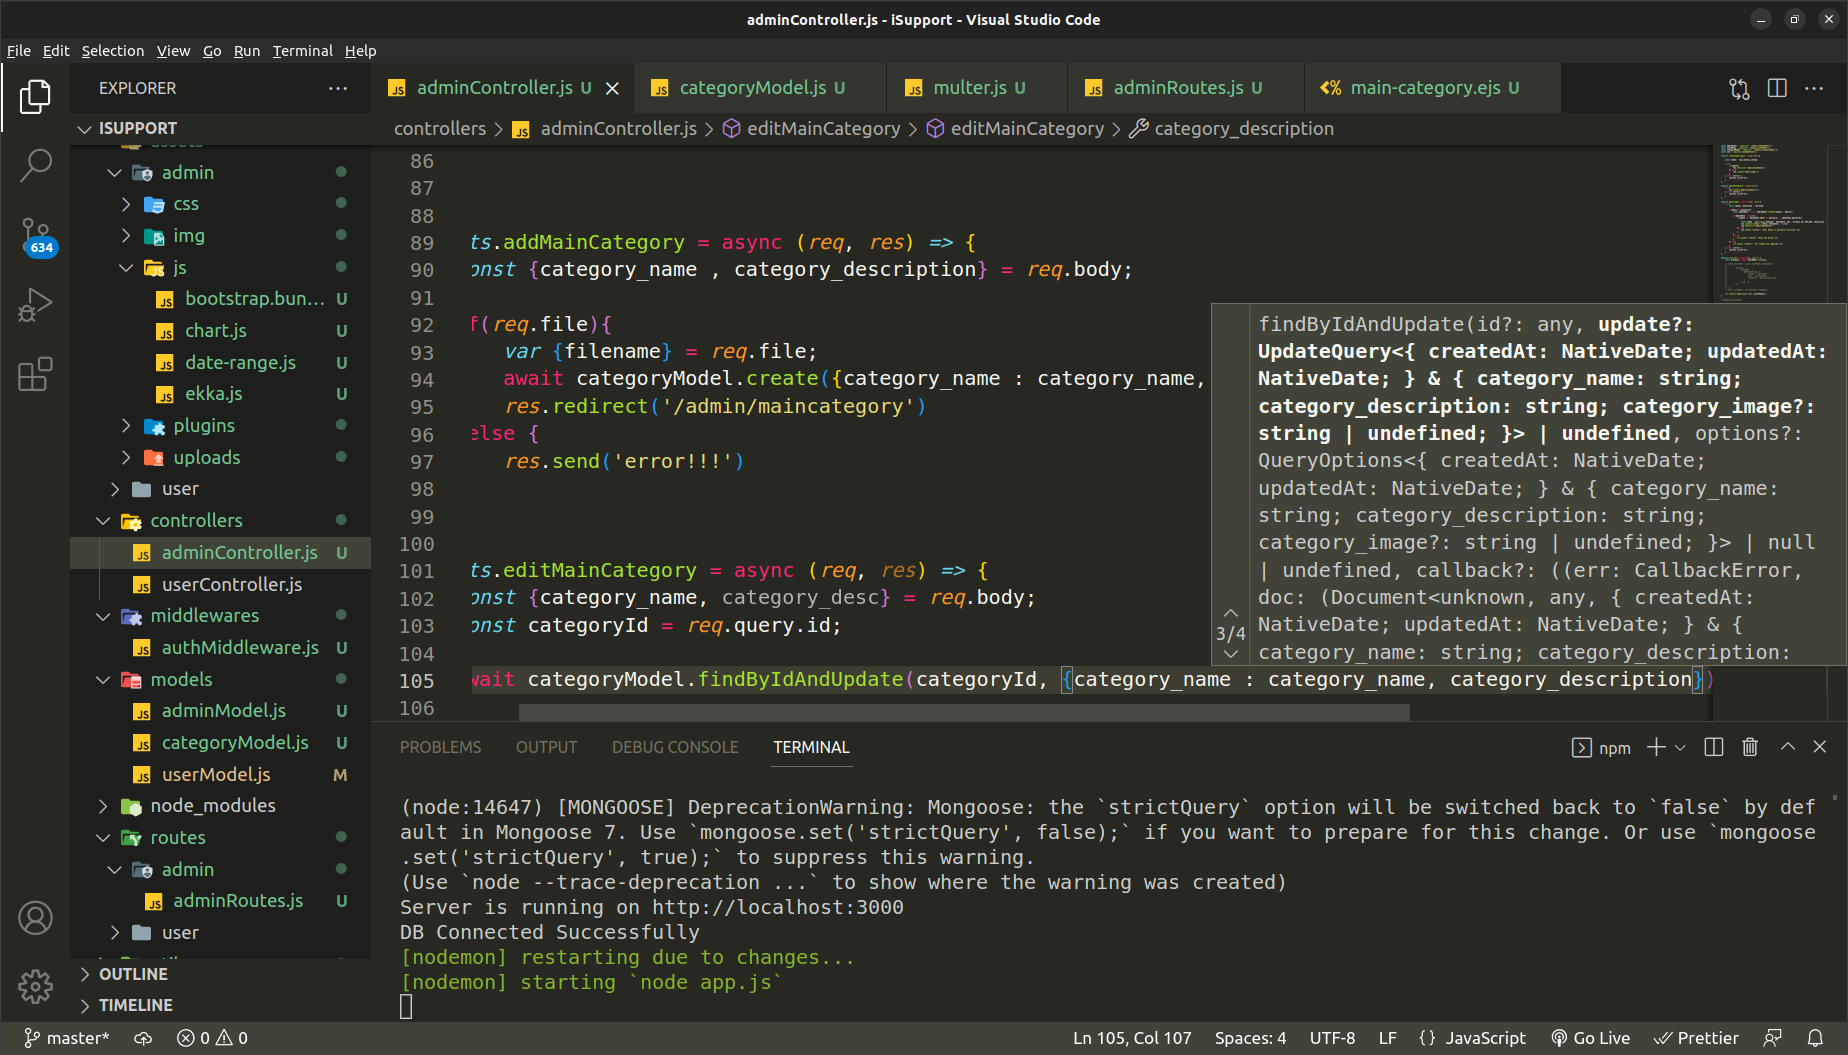 adminController.js - iSupport - Visual Studio Code
File Edit Selection View Go Run Terminal Help
EXPLORER
adminController.js U
categoryModel.js U
multer.js U
adminRoutes.js U
main-category.ejs U
ISUPPORT
controllers > adminController.js > editMainCategory > editMainCategory > category_description
634
assets
admin
css
img
js
bootstrap.bun... U
chart.js U
date-range.js U
ekka.js U
plugins
uploads
user
controllers
adminController.js U
userController.js
middlewares
authMiddleware.js U
models
adminModel.js U
categoryModel.js U
userModel.js M
node_modules
routes
admin
adminRoutes.js U
user
OUTLINE
TIMELINE
86
87
88
89 ts.addMainCategory = async (req, res) => {
90 onst {category_name , category_description} = req.body;
91
92 f(req.file){
93 var {filename} = req.file;
94 await categoryModel.create({category_name : category_name,
95 res.redirect('/admin/maincategory')
96 else {
97 res.send('error!!!')
98
99
100
101 ts.editMainCategory = async (req, res) => {
102 onst {category_name, category_desc} = req.body;
103 onst categoryId = req.query.id;
104
105 wait categoryModel.findByIdAndUpdate(categoryId, {category_name : category_name, category_description})
106
findByIdAndUpdate(id?: any, update?:
UpdateQuery<{ createdAt: NativeDate; updatedAt:
NativeDate; } & { category_name: string;
category_description: string; category_image?:
string | undefined; }> | undefined, options?:
QueryOptions<{ createdAt: NativeDate;
updatedAt: NativeDate; } & { category_name:
string; category_description: string;
category_image?: string | undefined; }> | null
| undefined, callback?: ((err: CallbackError,
doc: (Document<unknown, any, { createdAt:
NativeDate; updatedAt: NativeDate; } & {
category_name: string; category_description:
3/4
PROBLEMS OUTPUT DEBUG CONSOLE TERMINAL
npm
(node:14647) [MONGOOSE] DeprecationWarning: Mongoose: the `strictQuery` option will be switched back to `false` by def
ault in Mongoose 7. Use `mongoose.set('strictQuery', false);` if you want to prepare for this change. Or use `mongoose
.set('strictQuery', true);` to suppress this warning.
(Use `node --trace-deprecation ...` to show where the warning was created)
Server is running on http://localhost:3000
DB Connected Successfully
[nodemon] restarting due to changes...
[nodemon] starting `node app.js`
master* 0 0 Ln 105, Col 107 Spaces: 4 UTF-8 LF {} JavaScript Go Live Prettier